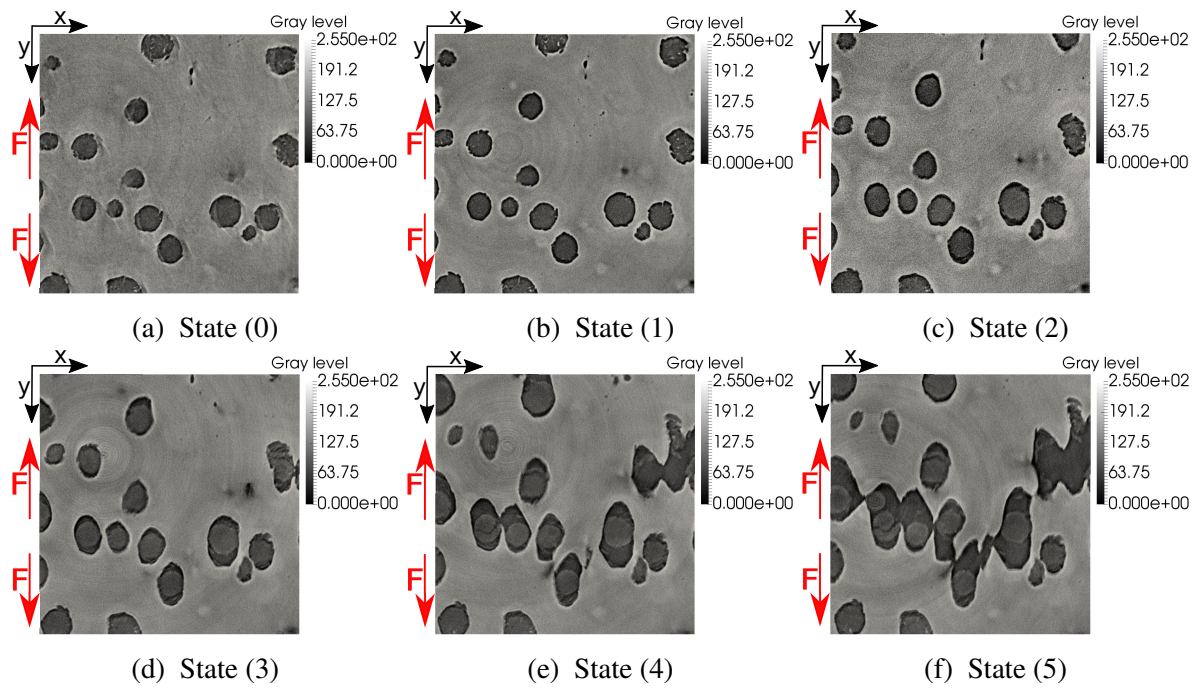 x
y
F
F
Gray level
2.550e+02
191.2
127.5
63.75
0.000e+00
(a) State (0)
x
y
F
F
Gray level
2.550e+02
191.2
127.5
63.75
0.000e+00
(b) State (1)
x
y
F
F
Gray level
2.550e+02
191.2
127.5
63.75
0.000e+00
(c) State (2)
x
y
F
F
Gray level
2.550e+02
191.2
127.5
63.75
0.000e+00
(d) State (3)
x
y
F
F
Gray level
2.550e+02
191.2
127.5
63.75
0.000e+00
(e) State (4)
x
y
F
F
Gray level
2.550e+02
191.2
127.5
63.75
0.000e+00
(f) State (5)